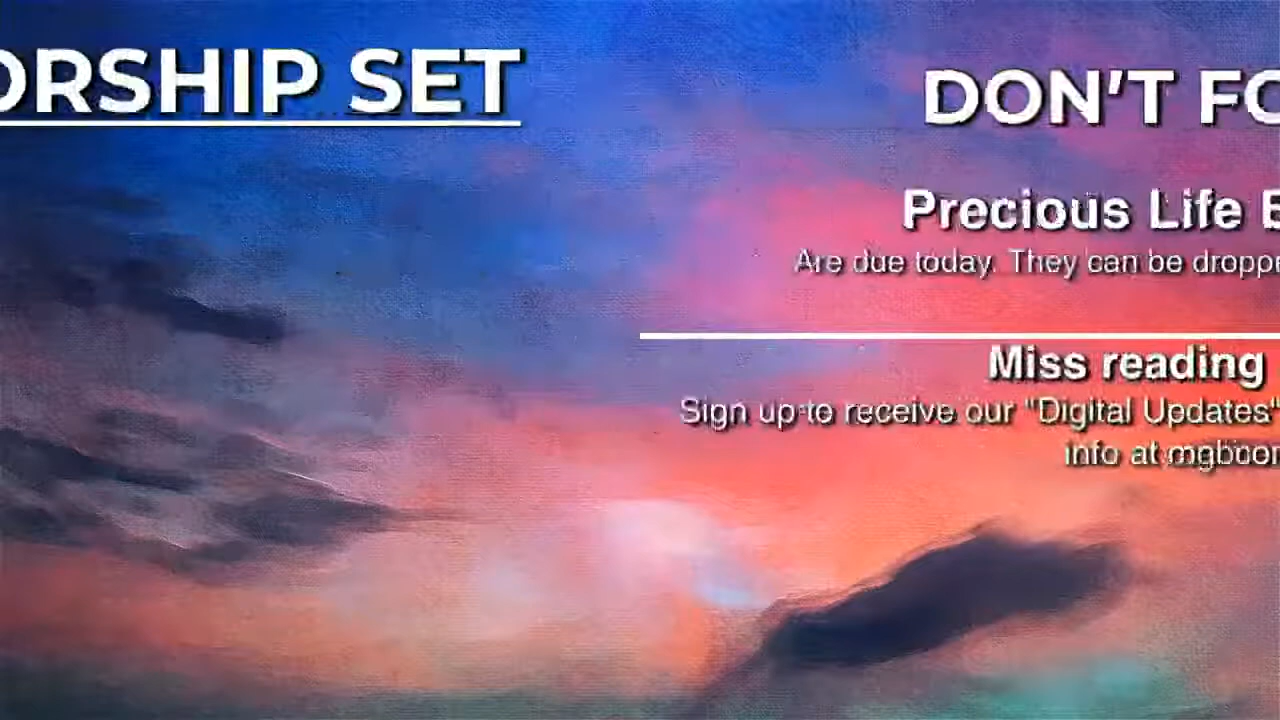 ORSHIP SET
DON'T FO
Precious Life
Are due today. They can be droppe
Miss reading
Sign up to receive our "Digital Updates"
info at